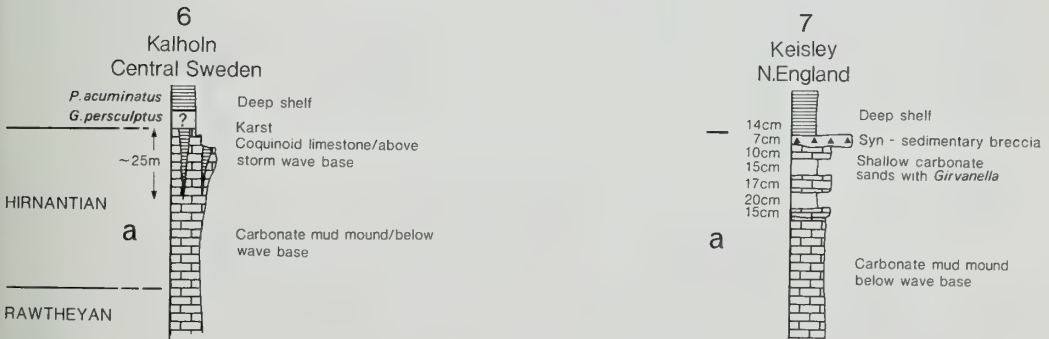 6
Kalholn
Central Sweden
P. acuminatus
G. persculptus
?
Deep shelf
Karst
Coquinoid limestone/above
storm wave base
~25m
HIRNANTIAN
a
Carbonate mud mound/below
wave base
RAWTHEYAN
7
Keisley
N.England
Deep shelf
14cm
7cm
Syn - sedimentary breccia
10cm
15cm
Shallow carbonate
sands with Girvanella
17cm
20cm
15cm
a
Carbonate mud mound
below wave base